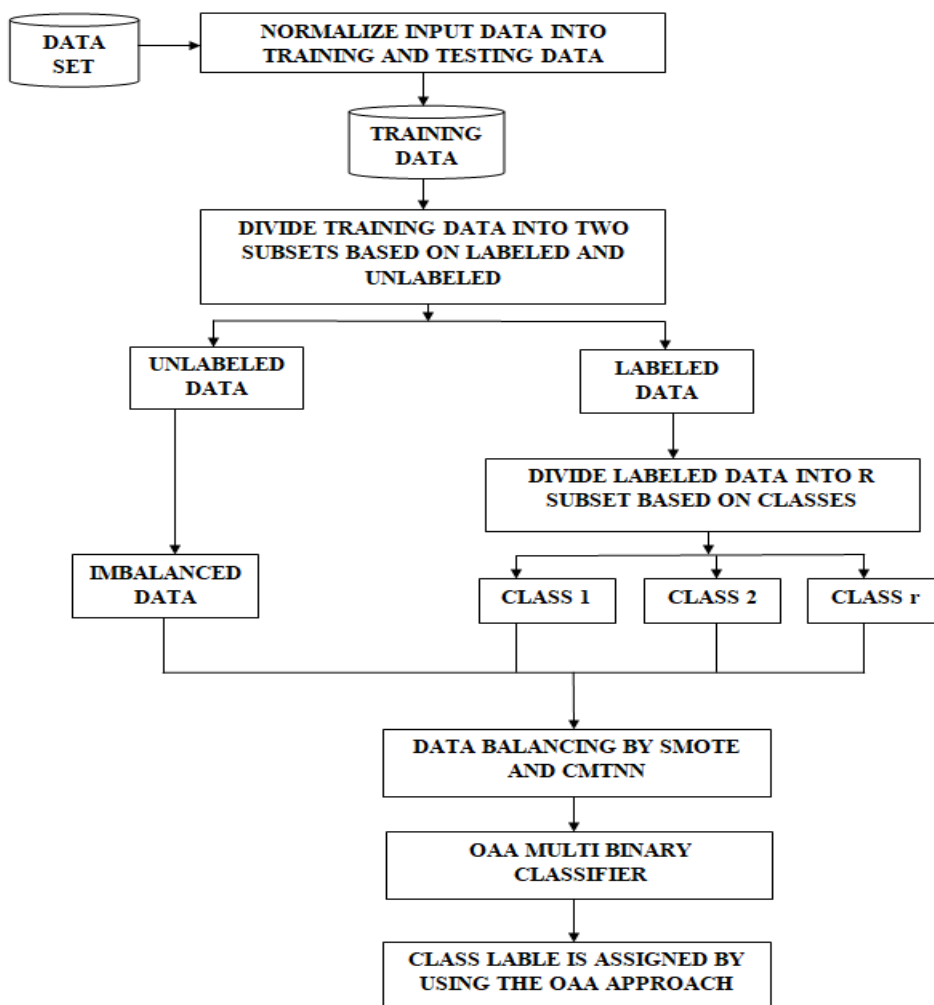 DATA
SET
NORMALIZE INPUT DATA INTO
TRAINING AND TESTING DATA
TRAINING
DATA
DIVIDE TRAINING DATA INTO TWO
SUBSETS BASED ON LABELED AND
UNLABELED
UNLABELED
DATA
LABELED
DATA
DIVIDE LABELED DATA INTO R
SUBSET BASED ON CLASSES
IMBALANCED
DATA
CLASS 1
CLASS 2
CLASS r
DATA BALANCING BY SMOTE
AND CMTNN
OAA MULTI BINARY
CLASSIFIER
CLASS LABLE IS ASSIGNED BY
USING THE OAA APPROACH